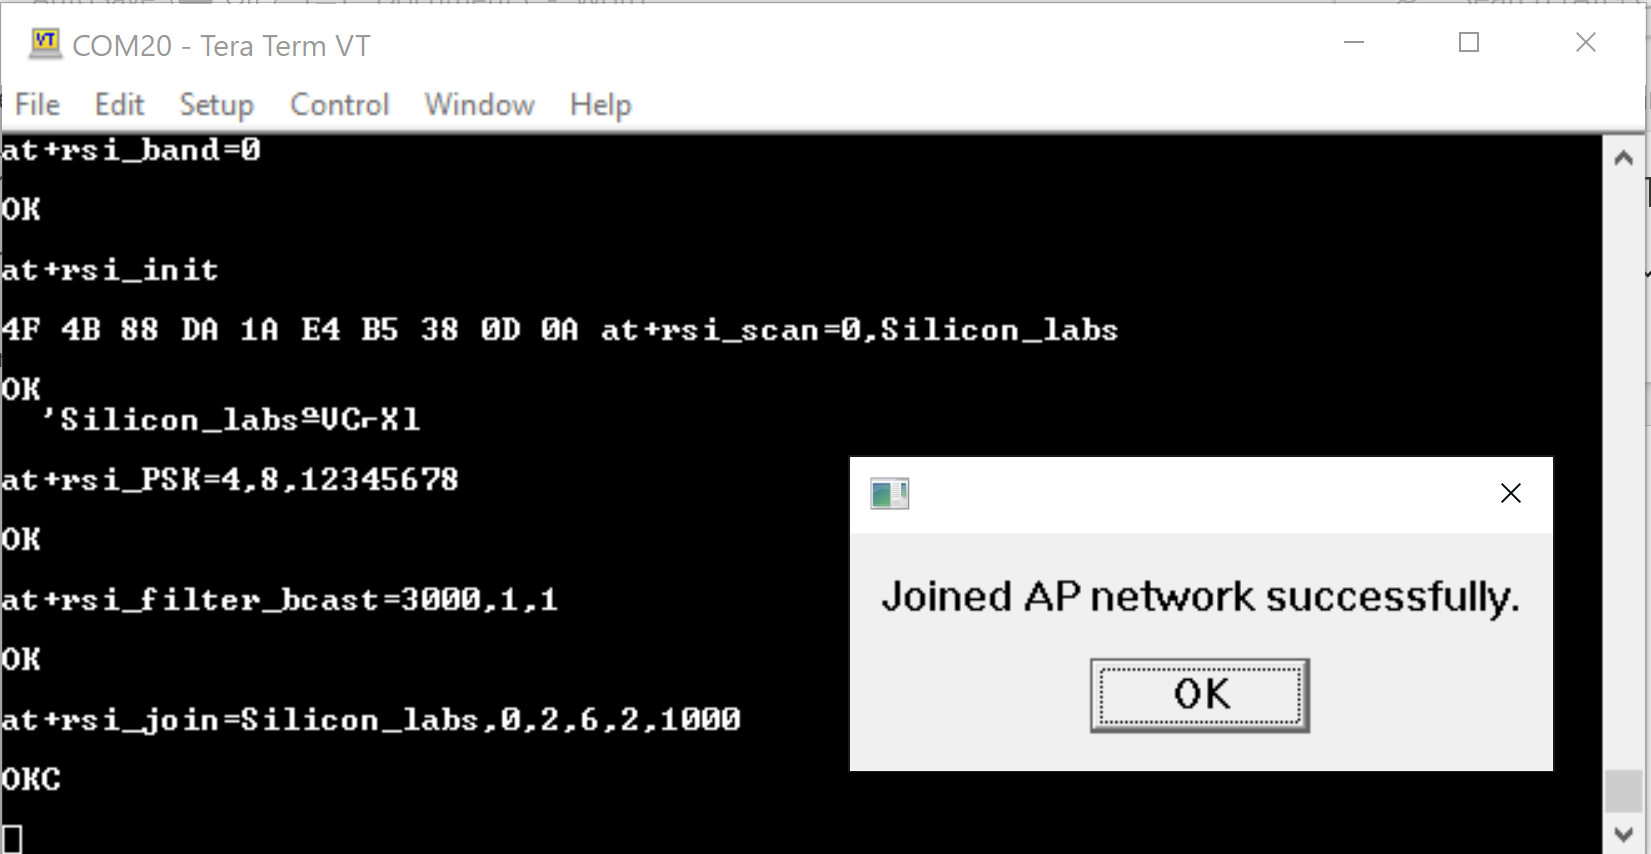 COM20 - Tera Term VT
File Edit Setup Control Window Help
at+rsi_band=0
OK
at+rsi_init
4F 4B 88 DA 1A E4 B5 38 0D 0A at+rsi_scan=0,Silicon_labs
OK
'Silicon_labsªVC⌐Xl
at+rsi_PSK=4,8,12345678
OK
at+rsi_filter_bcast=3000,1,1
OK
at+rsi_join=Silicon_labs,0,2,6,2,1000
OKC
Joined AP network successfully.
OK